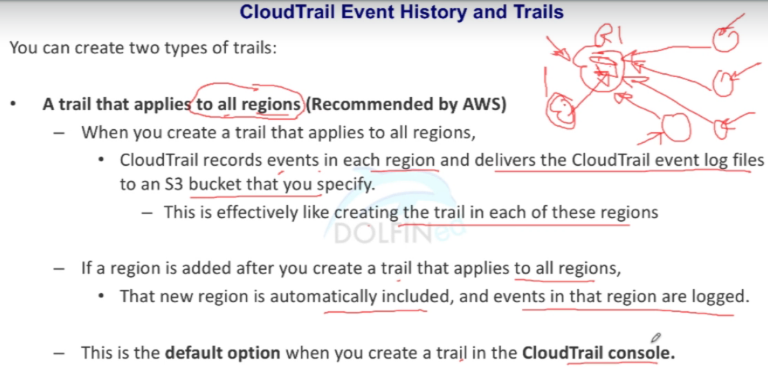 CloudTrail Event History and Trails
R1
You can create two types of trails:
• A trail that applies to all regions (Recommended by AWS)
– When you create a trail that applies to all regions,
• CloudTrail records events in each region and delivers the CloudTrail event log files
to an S3 bucket that you specify.
– This is effectively like creating the trail in each of these regions
DOLFINed
– If a region is added after you create a trail that applies to all regions,
• That new region is automatically included, and events in that region are logged.
– This is the default option when you create a trail in the CloudTrail console.